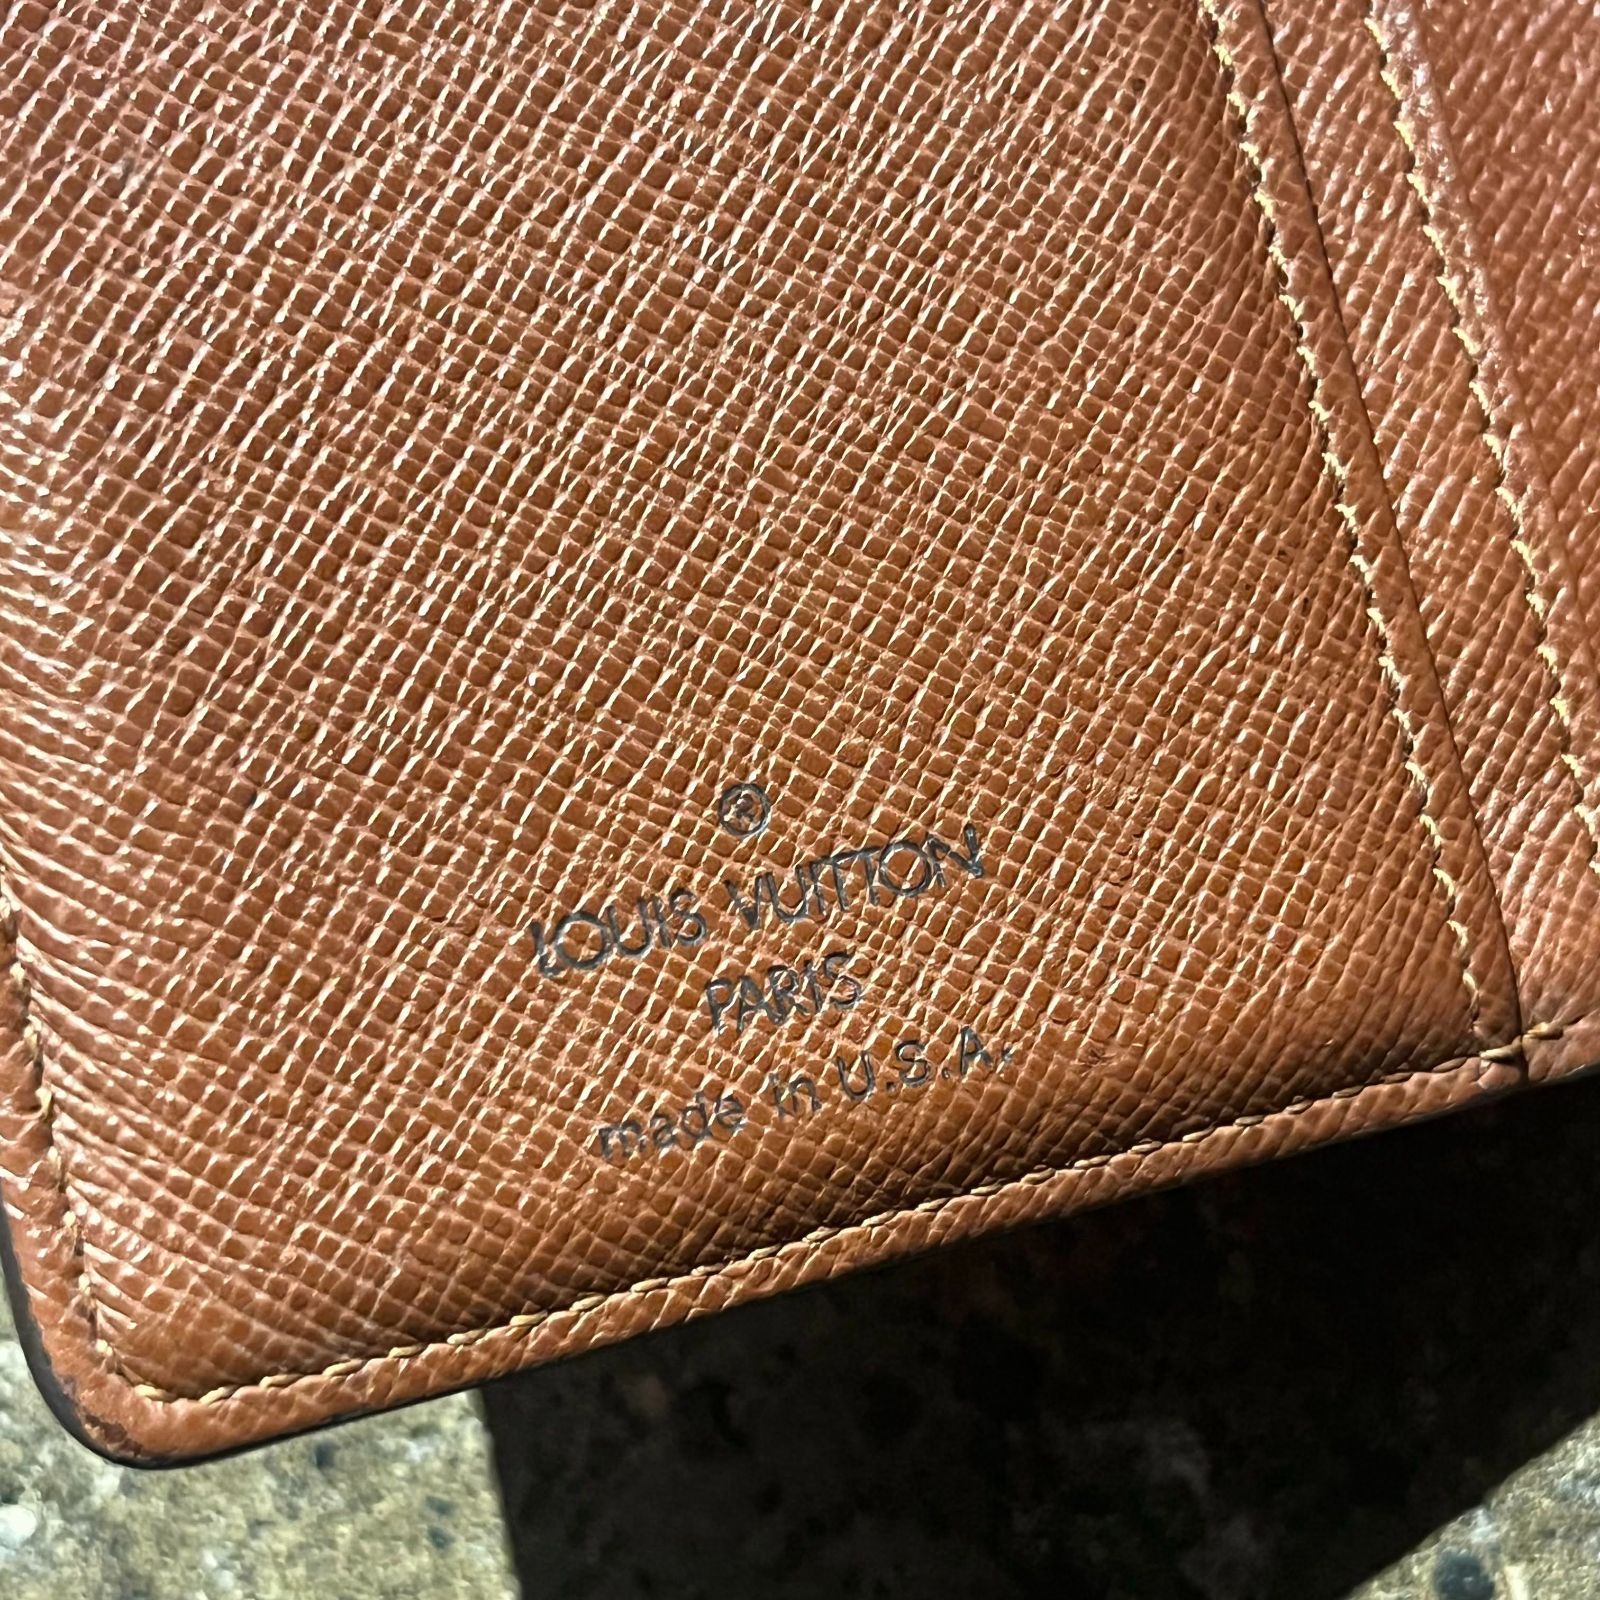 ®
LOUIS VUITTON
PARIS
made in U.S.A.